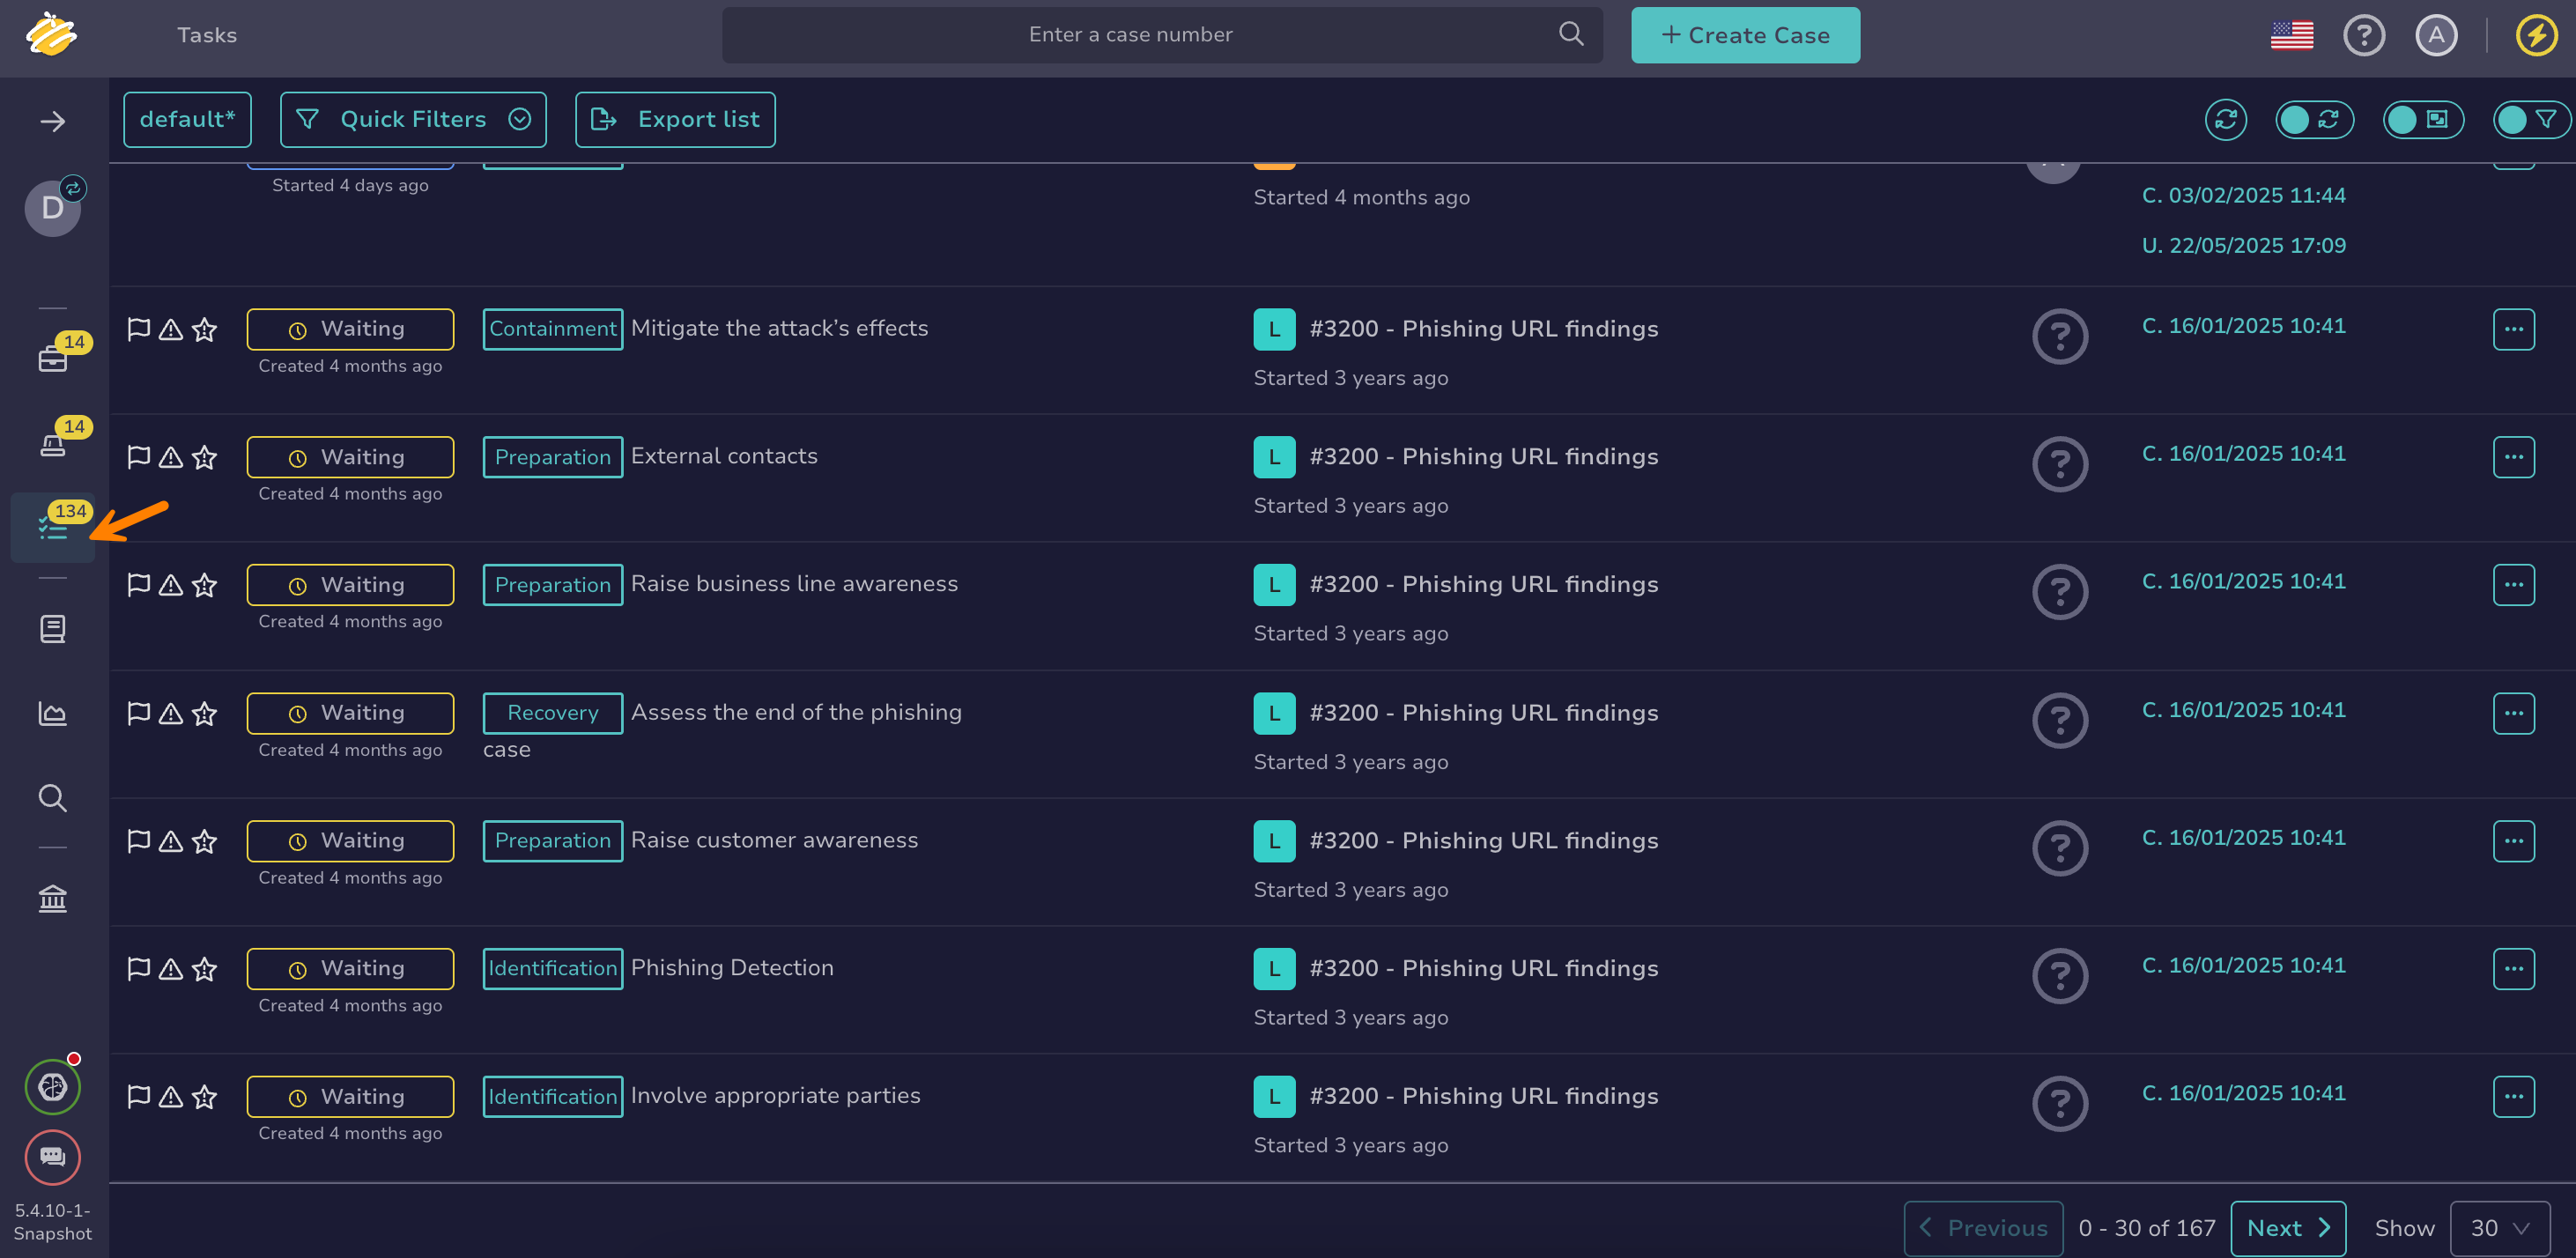 Tasks
Enter a case number
+ Create Case
A
default*
Quick Filters
Export list
D
14
14
134
5.4.10-1-
Snapshot
Started 4 days ago
Started 4 months ago
C. 03/02/2025 11:44
U. 22/05/2025 17:09
Waiting
Created 4 months ago
Containment Mitigate the attack’s effects
L #3200 - Phishing URL findings
Started 3 years ago
C. 16/01/2025 10:41
Waiting
Created 4 months ago
Preparation External contacts
L #3200 - Phishing URL findings
Started 3 years ago
C. 16/01/2025 10:41
Waiting
Created 4 months ago
Preparation Raise business line awareness
L #3200 - Phishing URL findings
Started 3 years ago
C. 16/01/2025 10:41
Waiting
Created 4 months ago
Recovery Assess the end of the phishing
case
L #3200 - Phishing URL findings
Started 3 years ago
C. 16/01/2025 10:41
Waiting
Created 4 months ago
Preparation Raise customer awareness
L #3200 - Phishing URL findings
Started 3 years ago
C. 16/01/2025 10:41
Waiting
Created 4 months ago
Identification Phishing Detection
L #3200 - Phishing URL findings
Started 3 years ago
C. 16/01/2025 10:41
Waiting
Created 4 months ago
Identification Involve appropriate parties
L #3200 - Phishing URL findings
Started 3 years ago
C. 16/01/2025 10:41
Previous 0 - 30 of 167 Next Show 30